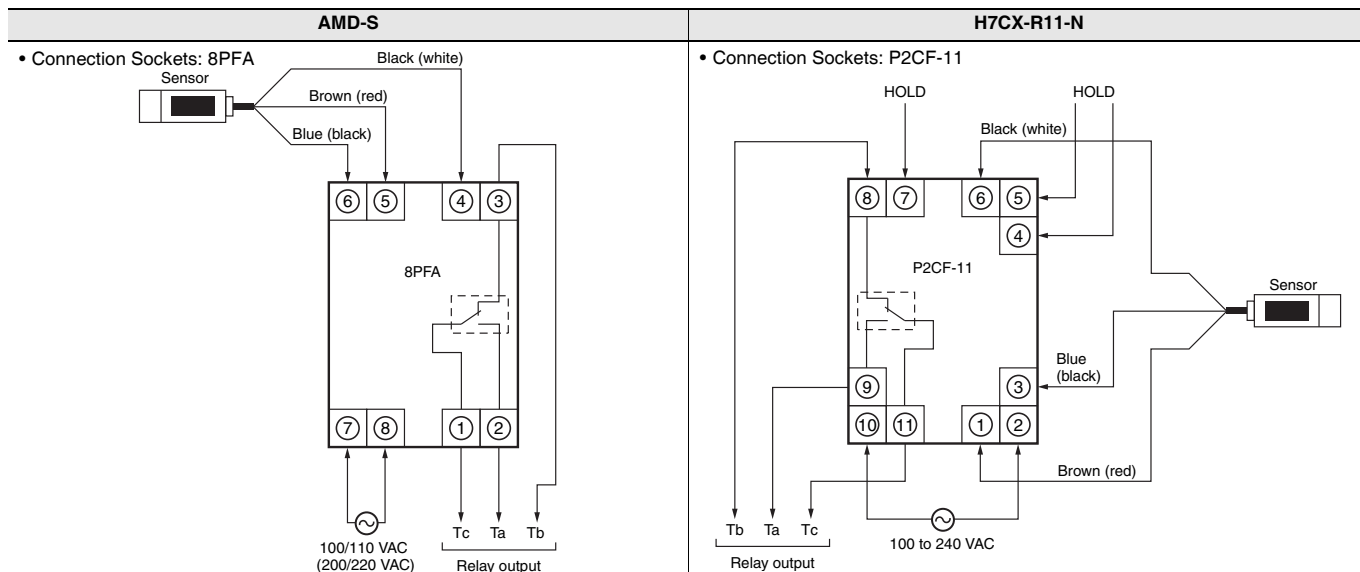 AMD-S
• Connection Sockets: 8PFA
Sensor
Black (white)
Brown (red)
Blue (black)
6 5 4 3
8PFA
7 8 1 2
100/110 VAC
(200/220 VAC)
Tc Ta Tb
Relay output
H7CX-R11-N
• Connection Sockets: P2CF-11
HOLD HOLD
Black (white)
8 7 6 5
4
P2CF-11
Sensor
Blue
(black)
9 3
10 11 1 2
Brown (red)
Tb Ta Tc
100 to 240 VAC
Relay output